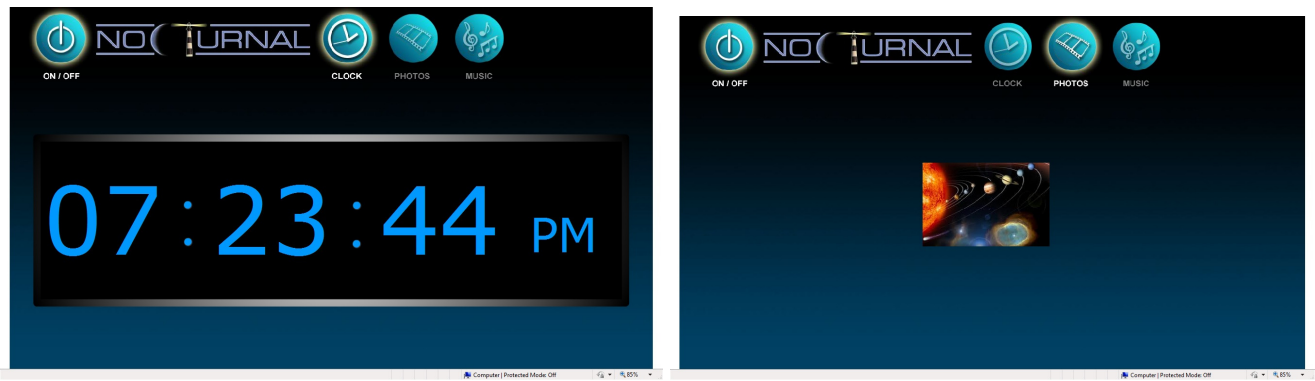 NOCTURNAL
ON / OFF
CLOCK
PHOTOS
MUSIC
07:23:44 PM
Computer | Protected Mode: Off
85%
NOCTURNAL
ON / OFF
CLOCK
PHOTOS
MUSIC
Computer | Protected Mode: Off
85%